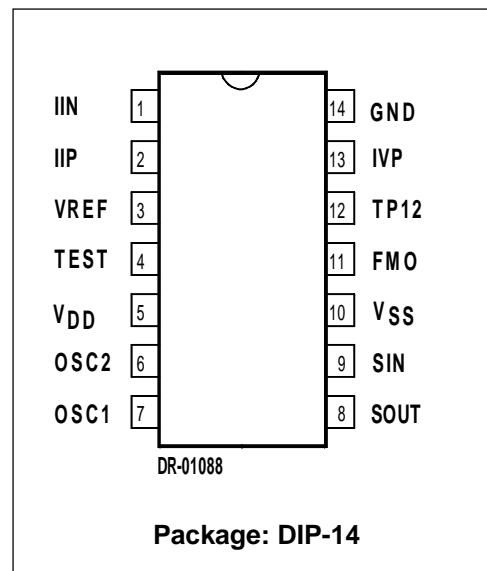 IIN 1 14 GND
IIP 2 13 IVP
VREF 3 12 TP12
TEST 4 11 FMO
VDD 5 10 VSS
OSC2 6 9 SIN
OSC1 7 8 SOUT
DR-01088
Package: DIP-14